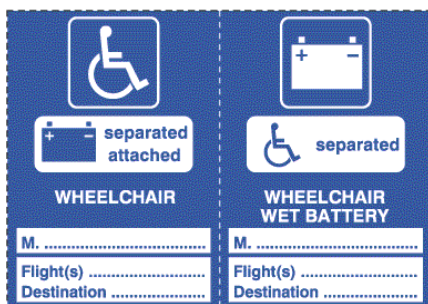 + −
separated
attached
WHEELCHAIR
M. ........................................
Flight(s) .............................
Destination .......................
+ −
separated
WHEELCHAIR
WET BATTERY
M. ........................................
Flight(s) .............................
Destination .......................